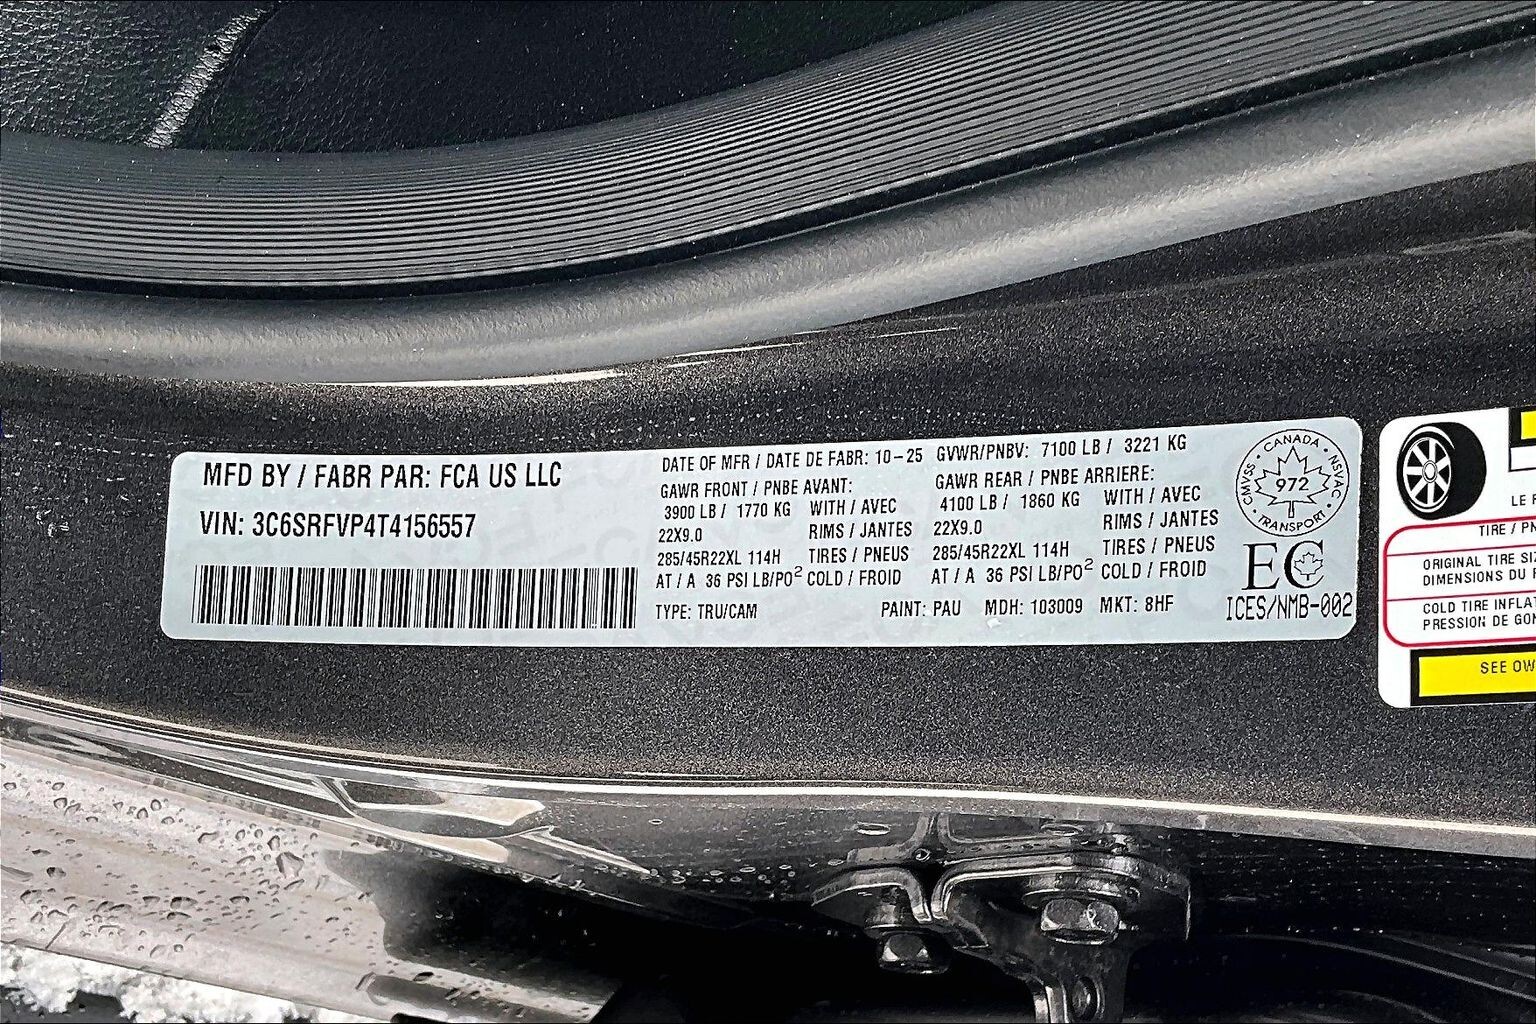 MFD BY / FABR PAR: FCA US LLC
VIN: 3C6SRFVP4T4156557
DATE OF MFR / DATE DE FABR: 10-25
GVWR/PNBV: 7100 LB / 3221 KG
GAWR FRONT / PNBE AVANT:
3900 LB / 1770 KG WITH / AVEC
22X9.0 RIMS / JANTES
285/45R22XL 114H TIRES / PNEUS
AT / A 36 PSI LB/PO² COLD / FROID
GAWR REAR / PNBE ARRIERE:
4100 LB / 1860 KG WITH / AVEC
22X9.0 RIMS / JANTES
285/45R22XL 114H TIRES / PNEUS
AT / A 36 PSI LB/PO² COLD / FROID
TYPE: TRU/CAM PAINT: PAU MDH: 103009 MKT: 8HF
CANADA
CMVSS 972 NSVAC
TRANSPORT
EC
ICES/NMB-002
LE
TIRE / PN
ORIGINAL TIRE SI
DIMENSIONS DU
COLD TIRE INFLAT
PRESSION DE GON
SEE OW